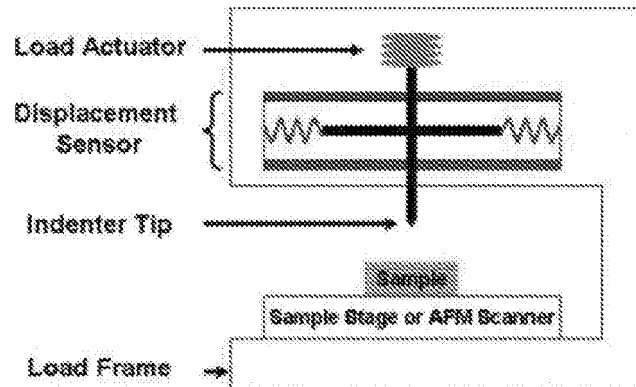 Load Actuator
Displacement
Sensor
Indenter Tip
Sample
Sample Stage or AFM Scanner
Load Frame